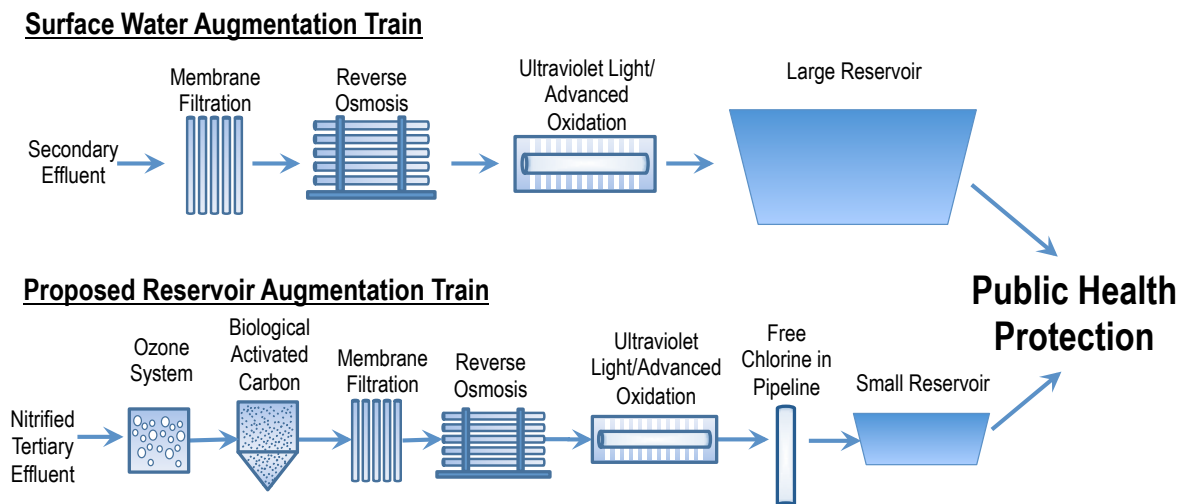 Surface Water Augmentation Train
Membrane
Filtration
Reverse
Osmosis
Ultraviolet Light/
Advanced
Oxidation
Large Reservoir
Secondary
Effluent
Proposed Reservoir Augmentation Train
Public Health
Protection
Ozone
System
Biological
Activated
Carbon
Membrane
Filtration
Reverse
Osmosis
Ultraviolet
Light/Advanced
Oxidation
Free
Chlorine in
Pipeline
Small Reservoir
Nitrified
Tertiary
Effluent